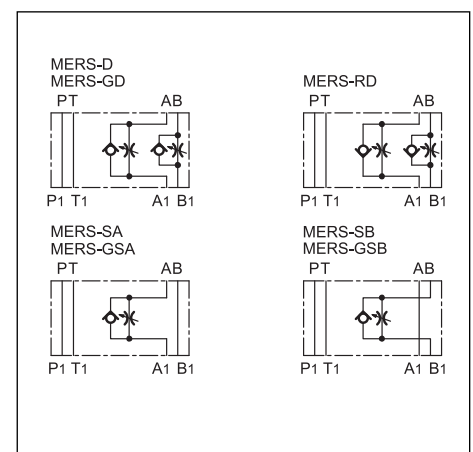 MERS-D
MERS-GD
PT AB
P1 T1 A1 B1
MERS-RD
PT AB
P1 T1 A1 B1
MERS-SA
MERS-GSA
PT AB
P1 T1 A1 B1
MERS-SB
MERS-GSB
PT AB
P1 T1 A1 B1